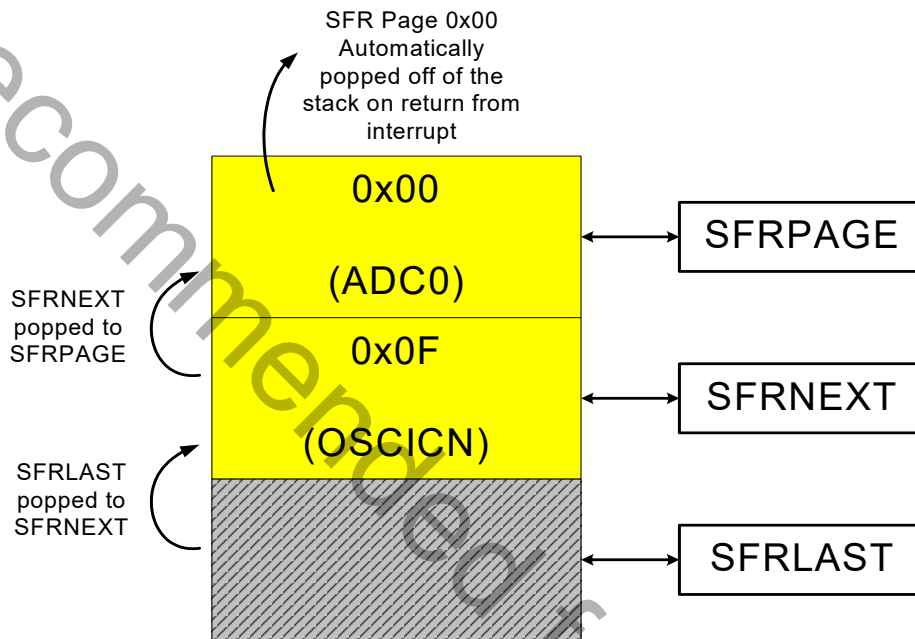 SFR Page 0x00
Automatically
popped off of the
stack on return from
interrupt
0x00
(ADC0)
SFRPAGE
SFRNEXT
popped to
SFRPAGE
0x0F
(OSCICN)
SFRNEXT
SFRLAST
popped to
SFRNEXT
SFRLAST
ecommended f